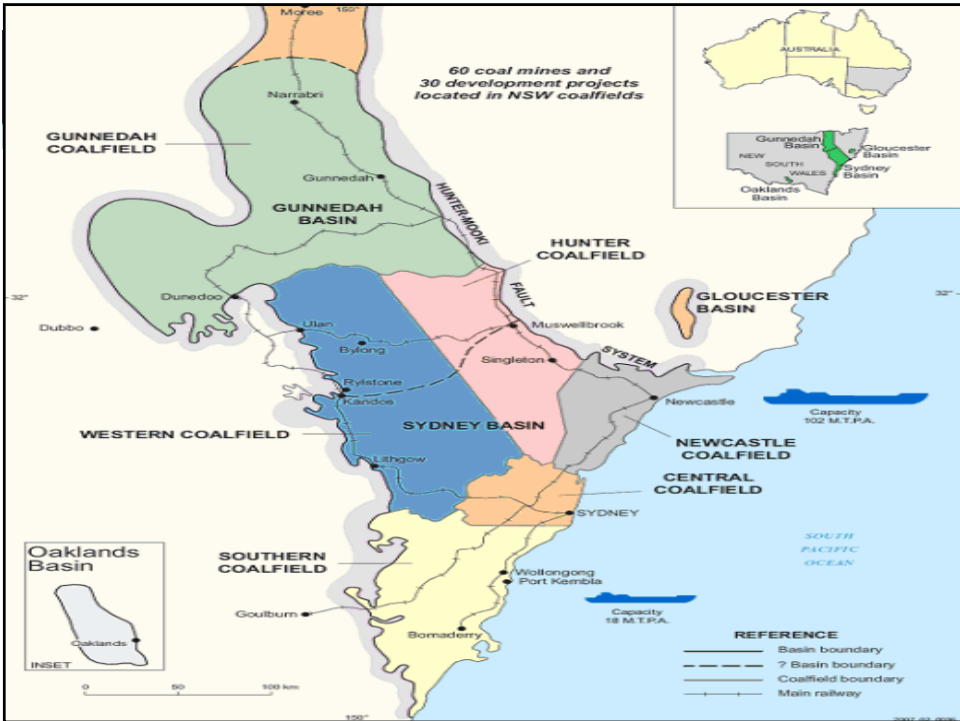 Moree
150°
60 coal mines and
30 development projects
located in NSW coalfields
AUSTRALIA
Gunnedah
Basin
Gloucester
Basin
NEW
SOUTH
WALES
Sydney
Basin
Oaklands
Basin
Narrabri
GUNNEDAH
COALFIELD
Gunnedah
GUNNEDAH
BASIN
HUNTER-MOOKI
FAULT
SYSTEM
HUNTER
COALFIELD
32°
32°
Dunedoo
GLOUCESTER
BASIN
Dubbo
Ulan
Bylong
Muswellbrook
Singleton
Rylstone
Kandos
Newcastle
Capacity
102 M.T.P.A.
WESTERN COALFIELD
SYDNEY BASIN
NEWCASTLE
COALFIELD
Lithgow
CENTRAL
COALFIELD
SYDNEY
SOUTH
PACIFIC
OCEAN
Oaklands
Basin
SOUTHERN
COALFIELD
Wollongong
Port Kembla
Goulburn
Capacity
18 M.T.P.A.
Oaklands
Bomaderry
INSET
REFERENCE
Basin boundary
? Basin boundary
Coalfield boundary
Main railway
0 50 100 km
150°